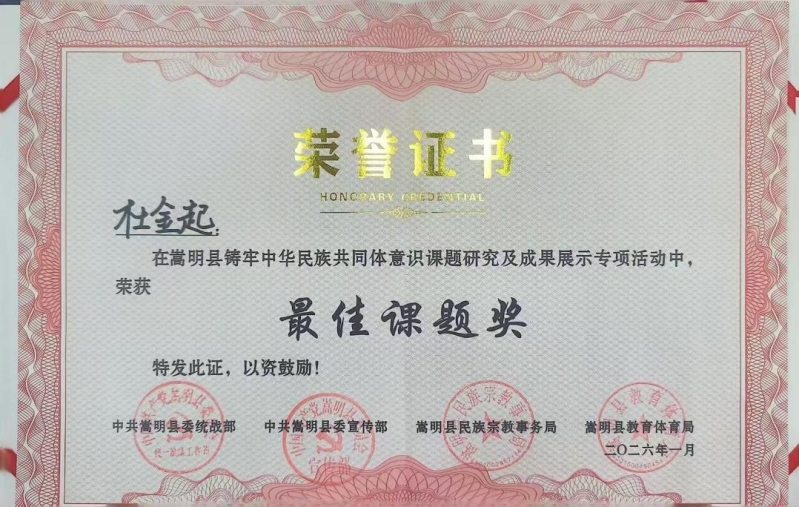 荣誉证书
HONORARY CREDENTIAL
杜金起:
在嵩明县铸牢中华民族共同体意识课题研究及成果展示专项活动中,
荣获
最佳课题奖
特发此证，以资鼓励!
中共嵩明县委统战部 中共嵩明县委宣传部 嵩明县民族宗教事务局 嵩明县教育体育局
二〇二六年一月